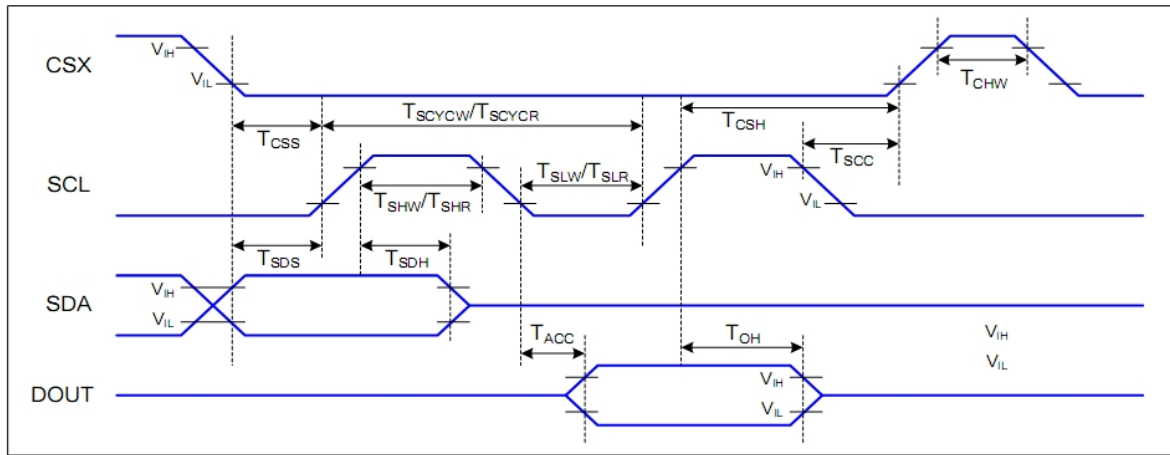 CSX
VIH
VIL
TCHW
TSCYCW/TSCYCR
TCSH
TCSS
TSCC
SCL
TSLW/TSLR
VIH
TSHW/TSHR
VIL
TSDS
TSDH
SDA
VIH
VIL
TACC
TOH
VIH
VIL
DOUT
VIH
VIL